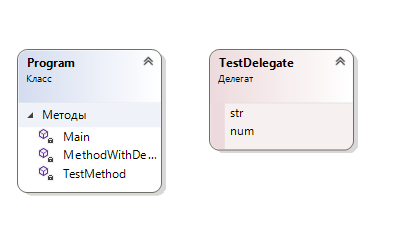 Program
Класс
Методы
Main
MethodWithDe...
TestMethod
TestDelegate
Делегат
str
num